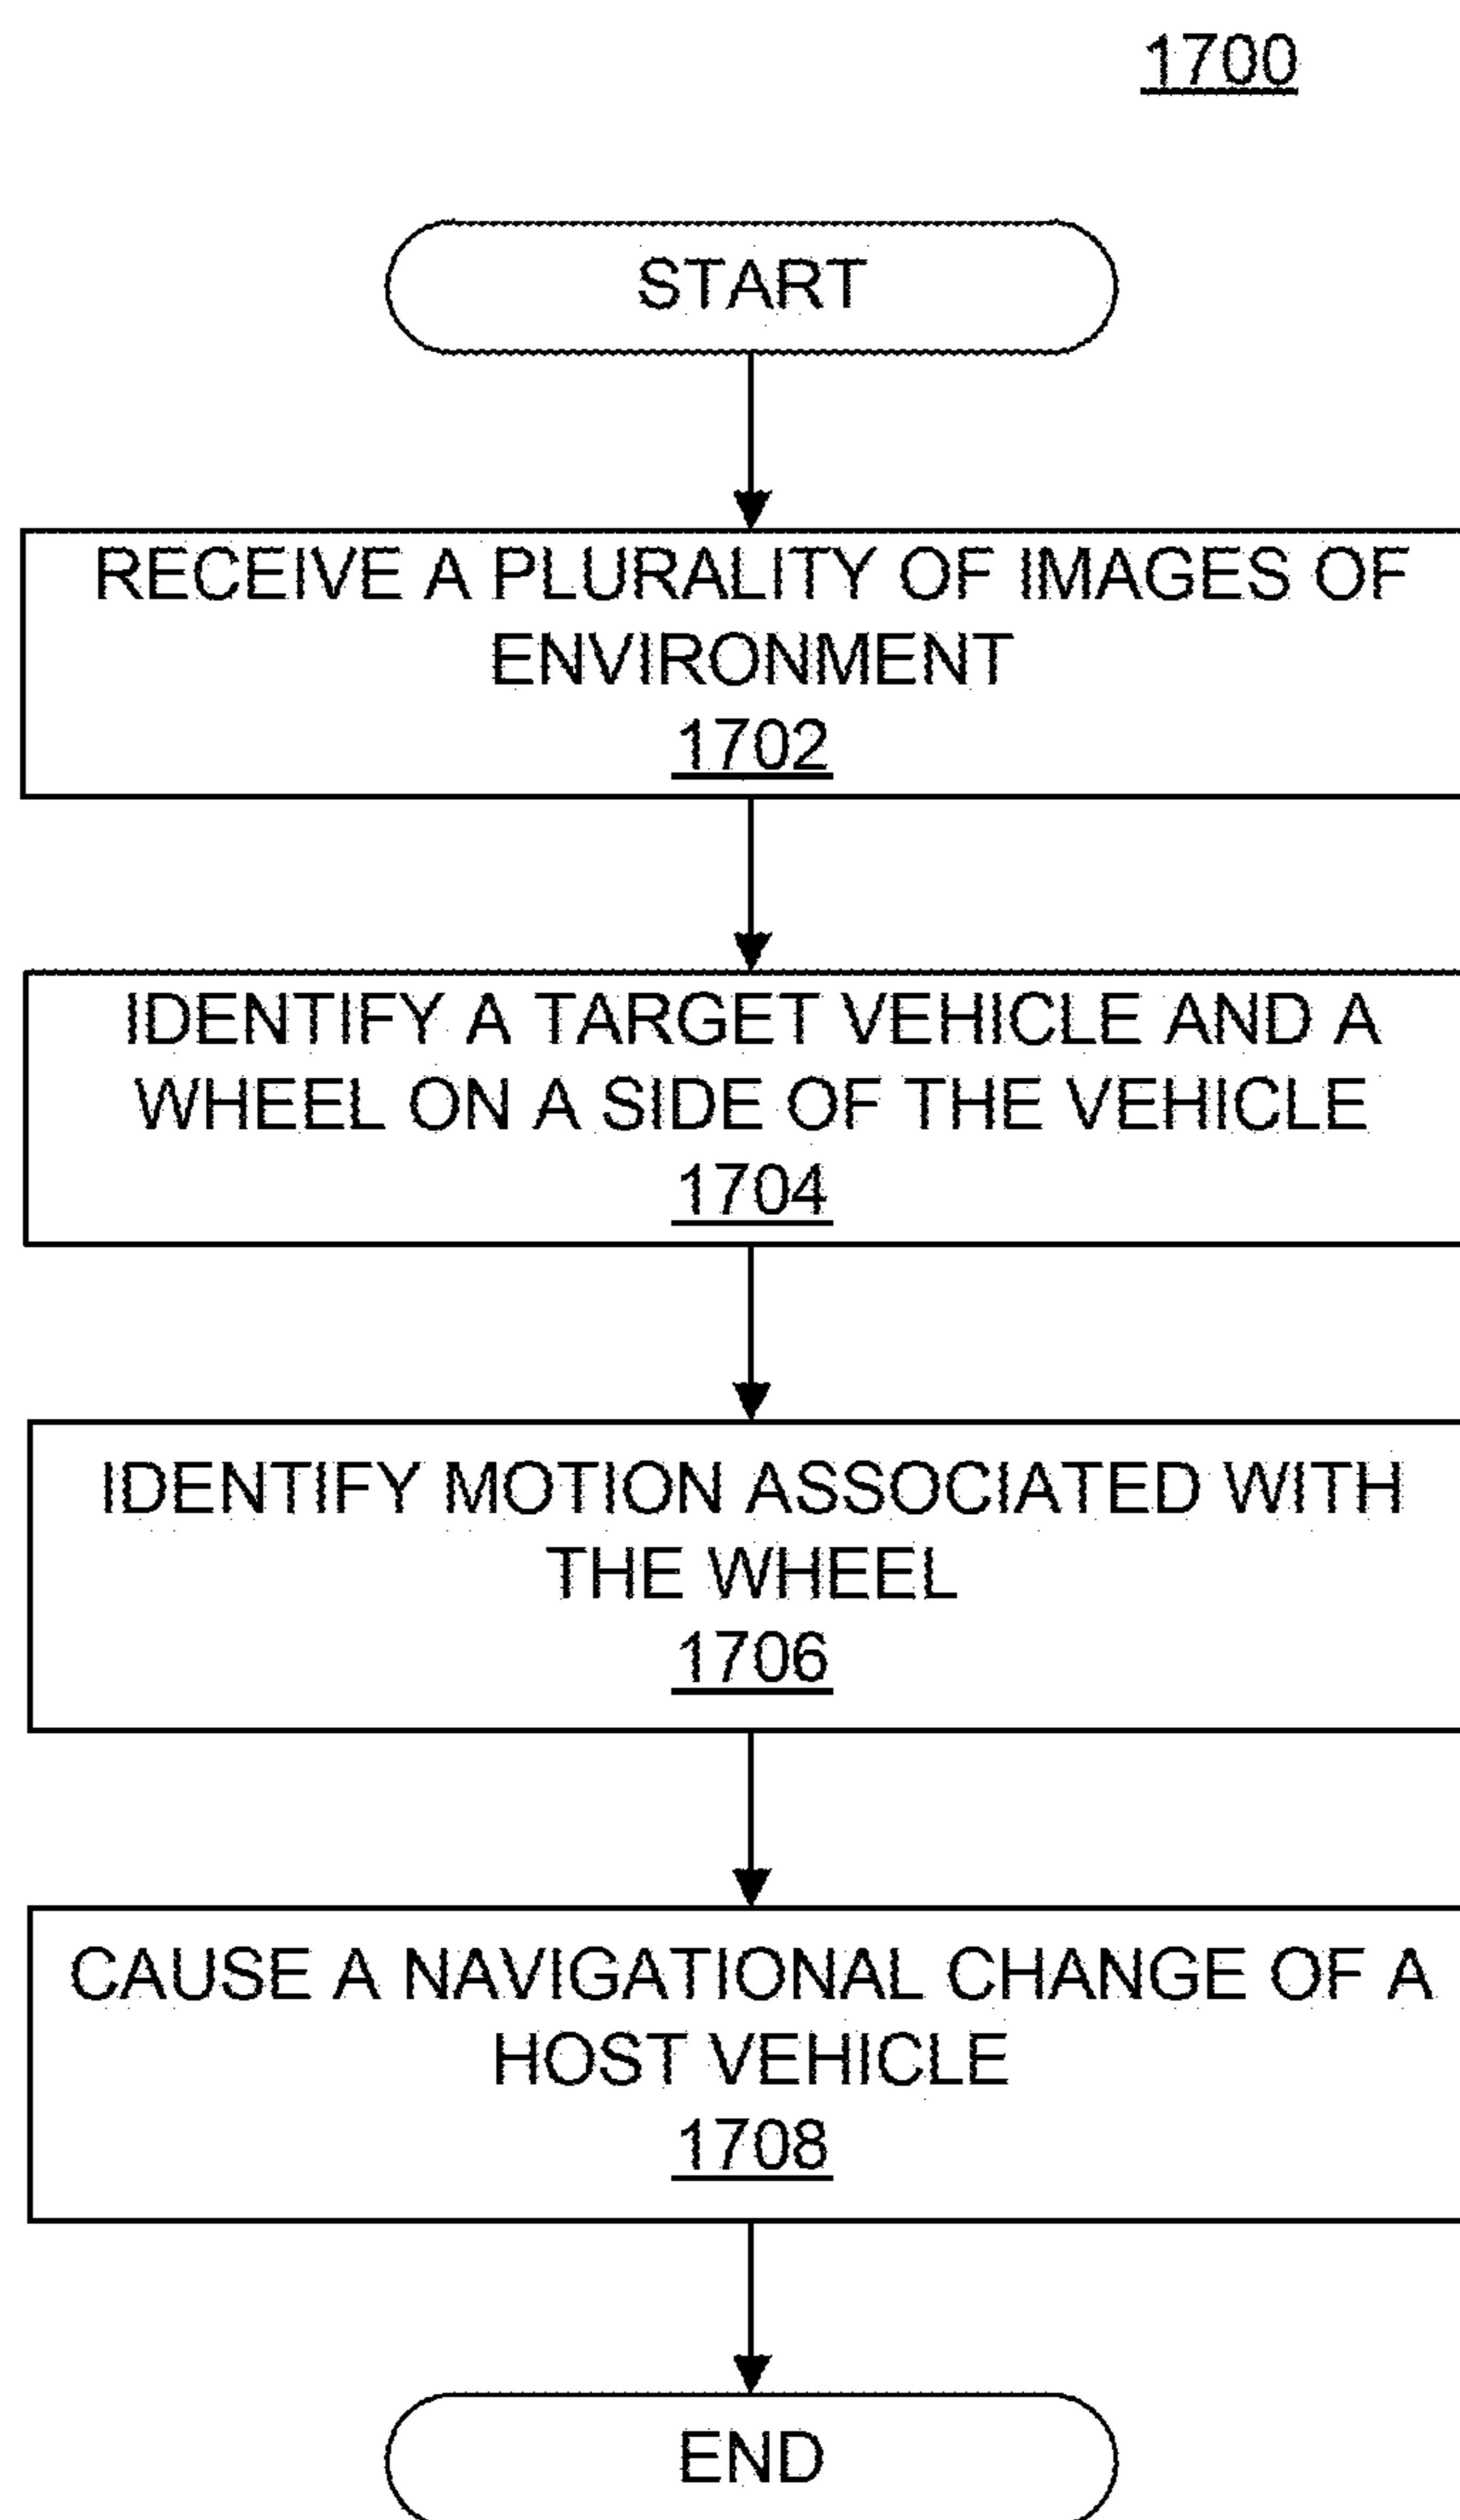 1700
START
RECEIVE A PLURALITY OF IMAGES OF
ENVIRONMENT
1702
IDENTIFY A TARGET VEHICLE AND A
WHEEL ON A SIDE OF THE VEHICLE
1704
IDENTIFY MOTION ASSOCIATED WITH
THE WHEEL
1706
CAUSE A NAVIGATIONAL CHANGE OF A
HOST VEHICLE
1708
END